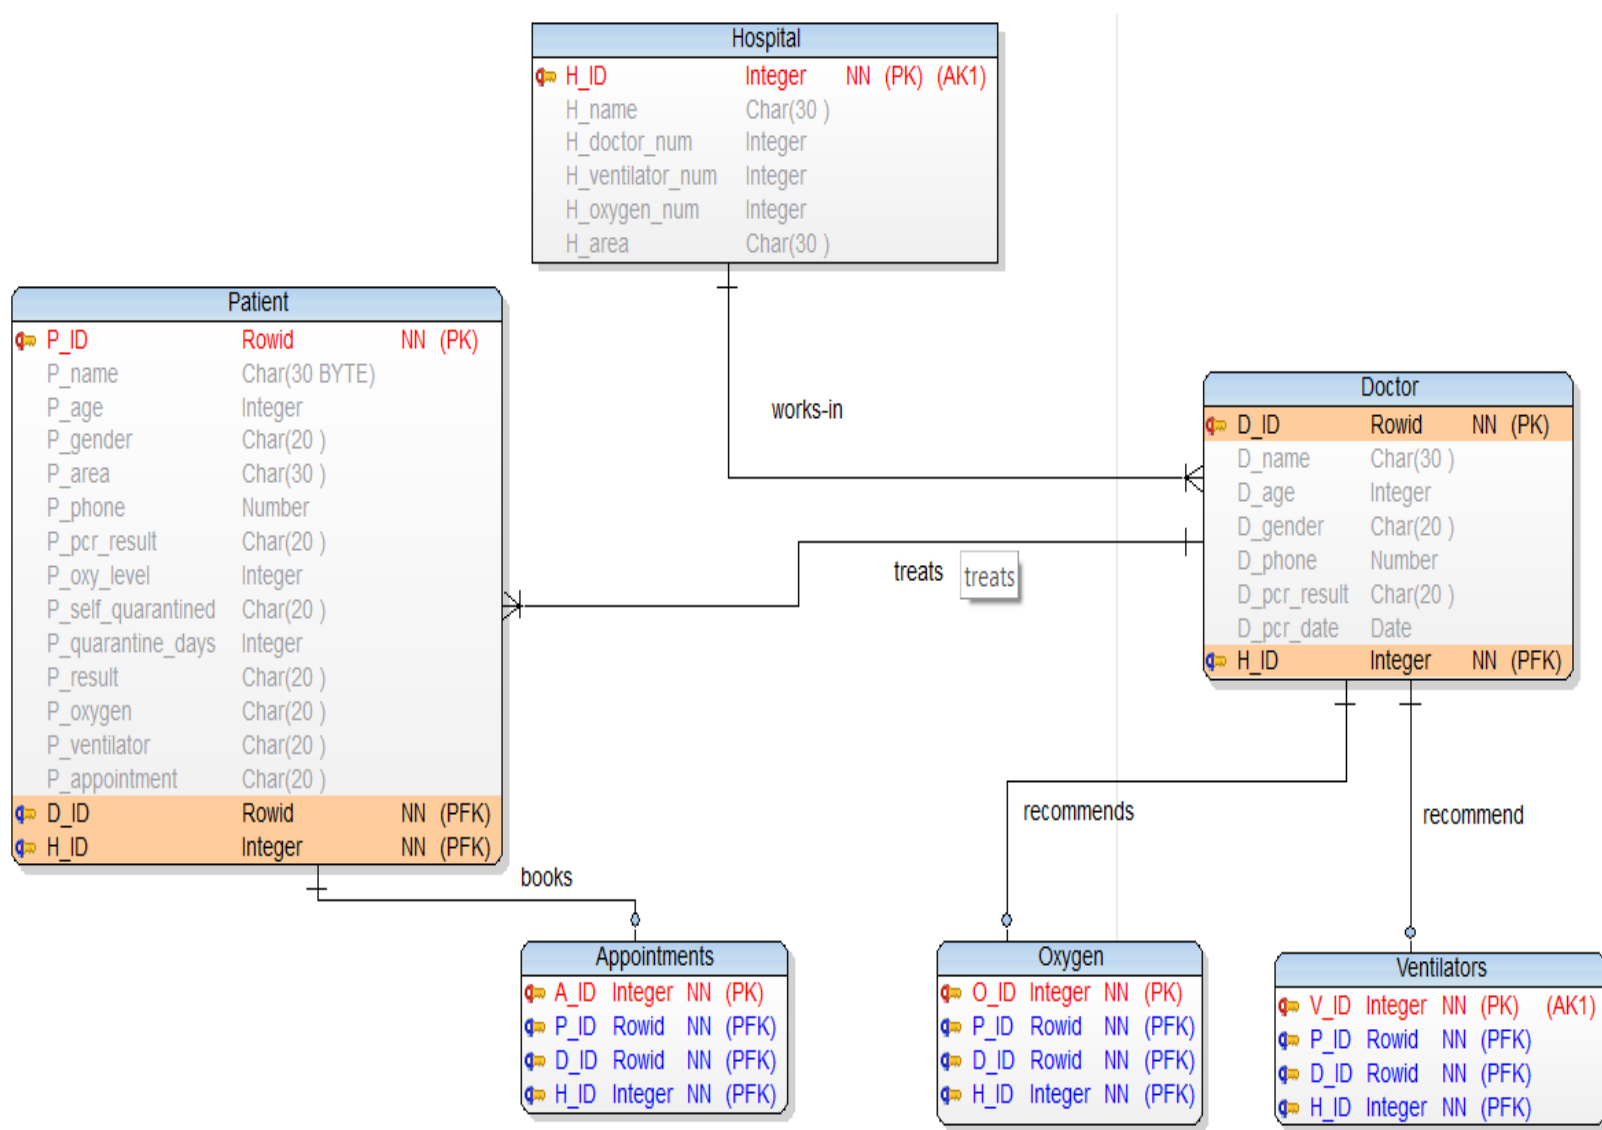 Hospital
H_ID Integer NN (PK) (AK1)
H_name Char(30 )
H_doctor_num Integer
H_ventilator_num Integer
H_oxygen_num Integer
H_area Char(30 )
Patient
P_ID Rowid NN (PK)
P_name Char(30 BYTE)
P_age Integer
P_gender Char(20 )
P_area Char(30 )
P_phone Number
P_pcr_result Char(20 )
P_oxy_level Integer
P_self_quarantined Char(20 )
P_quarantine_days Integer
P_result Char(20 )
P_oxygen Char(20 )
P_ventilator Char(20 )
P_appointment Char(20 )
D_ID Rowid NN (PFK)
H_ID Integer NN (PFK)
works-in
treats
treats
Doctor
D_ID Rowid NN (PK)
D_name Char(30 )
D_age Integer
D_gender Char(20 )
D_phone Number
D_pcr_result Char(20 )
D_pcr_date Date
H_ID Integer NN (PFK)
books
recommends
recommend
Appointments
A_ID Integer NN (PK)
P_ID Rowid NN (PFK)
D_ID Rowid NN (PFK)
H_ID Integer NN (PFK)
Oxygen
O_ID Integer NN (PK)
P_ID Rowid NN (PFK)
D_ID Rowid NN (PFK)
H_ID Integer NN (PFK)
Ventilators
V_ID Integer NN (PK) (AK1)
P_ID Rowid NN (PFK)
D_ID Rowid NN (PFK)
H_ID Integer NN (PFK)